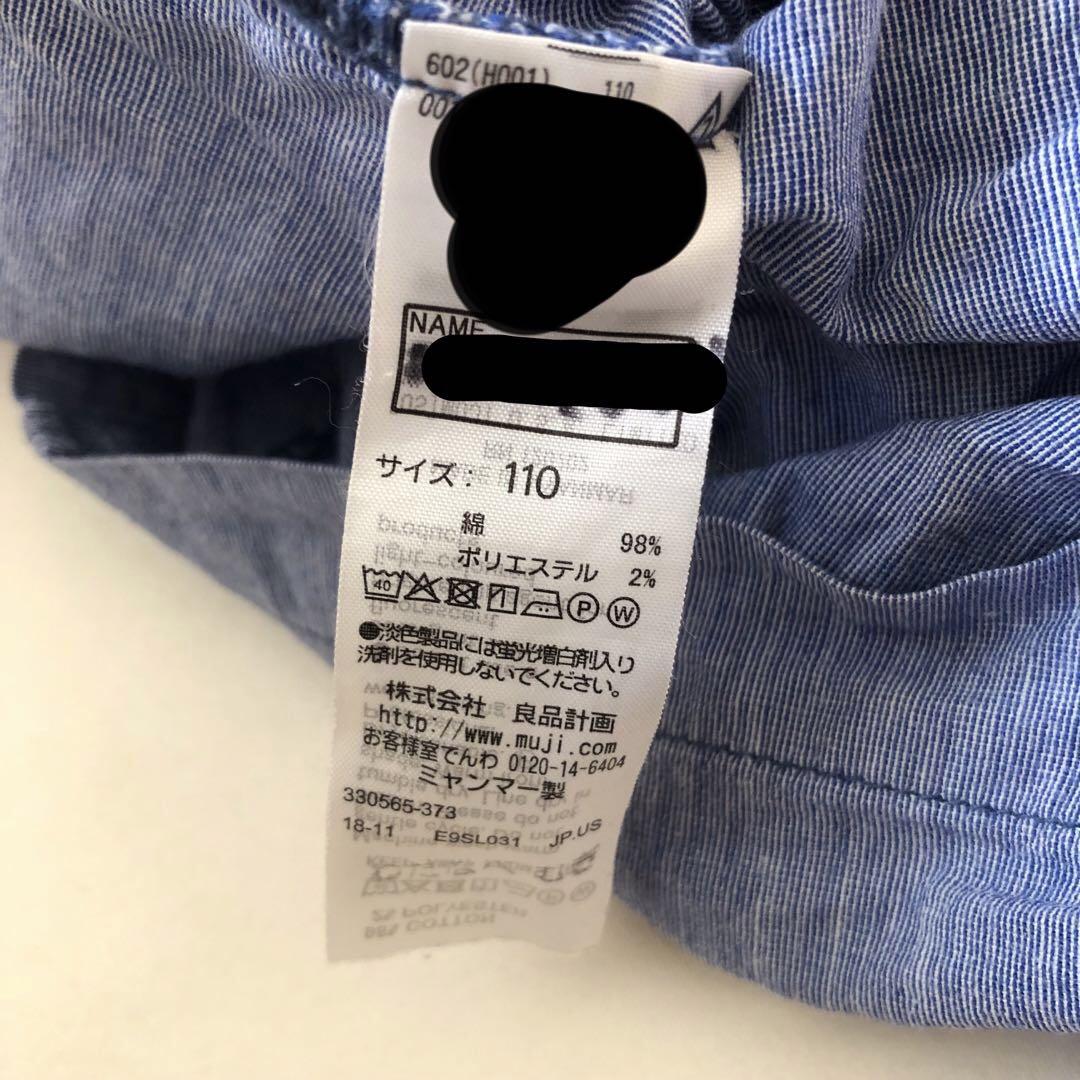 602(H001) 110
00
NAME
サイズ: 110
綿 98%
ポリエステル 2%
40 P W
●淡色製品には蛍光増白剤入り
洗剤を使用しないでください。
株式会社 良品計画
http://www.muji.com
お客様室でんわ 0120-14-6404
ミャンマー製
330565-373
18-11 E9SL031 JP.US